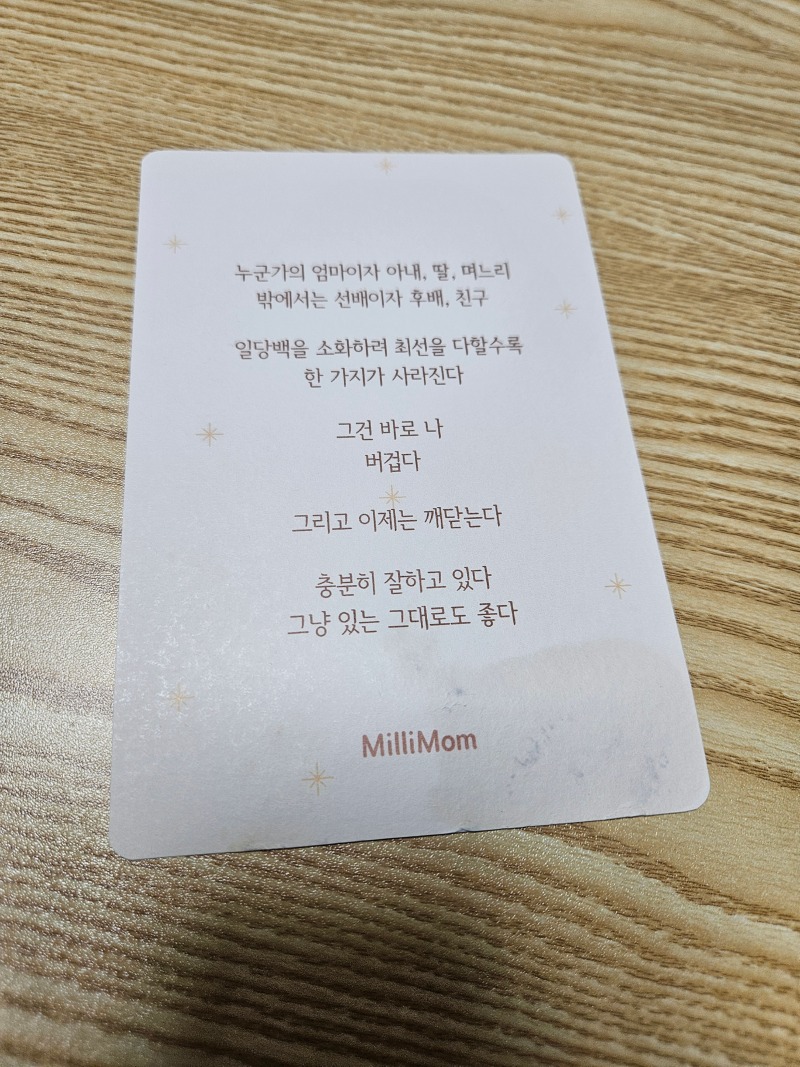 누군가의 엄마이자 아내, 딸, 며느리
밖에서는 선배이자 후배, 친구
일당백을 소화하려 최선을 다할수록
한 가지가 사라진다
그건 바로 나
버겁다
그리고 이제는 깨닫는다
충분히 잘하고 있다
그냥 있는 그대로도 좋다
MilliMom